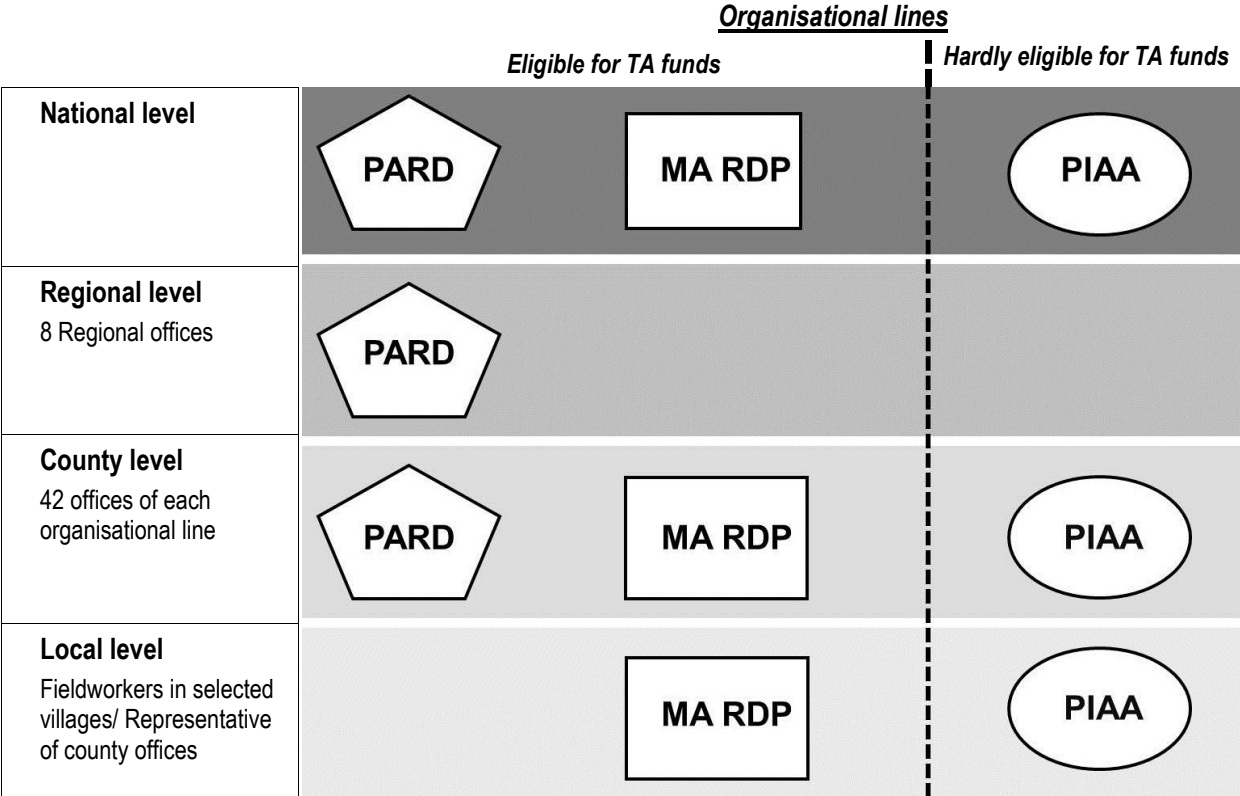 Organisational lines
Eligible for TA funds
Hardly eligible for TA funds
National level
PARD
MA RDP
PIAA
Regional level
8 Regional offices
PARD
County level
42 offices of each
organisational line
PARD
MA RDP
PIAA
Local level
Fieldworkers in selected
villages/ Representative
of county offices
MA RDP
PIAA